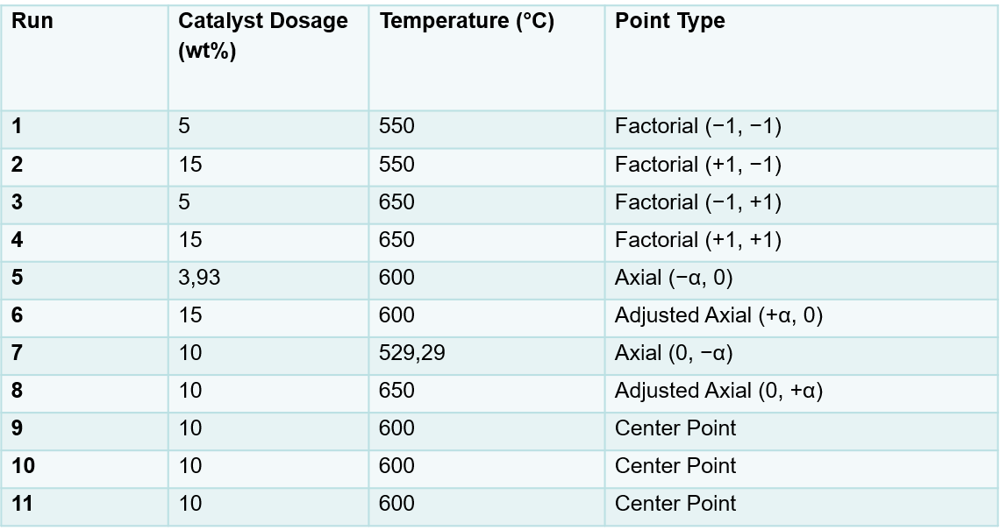 Run Catalyst Dosage (wt%) Temperature (°C) Point Type
1 5 550 Factorial (−1, −1)
2 15 550 Factorial (+1, −1)
3 5 650 Factorial (−1, +1)
4 15 650 Factorial (+1, +1)
5 3,93 600 Axial (−α, 0)
6 15 600 Adjusted Axial (+α, 0)
7 10 529,29 Axial (0, −α)
8 10 650 Adjusted Axial (0, +α)
9 10 600 Center Point
10 10 600 Center Point
11 10 600 Center Point